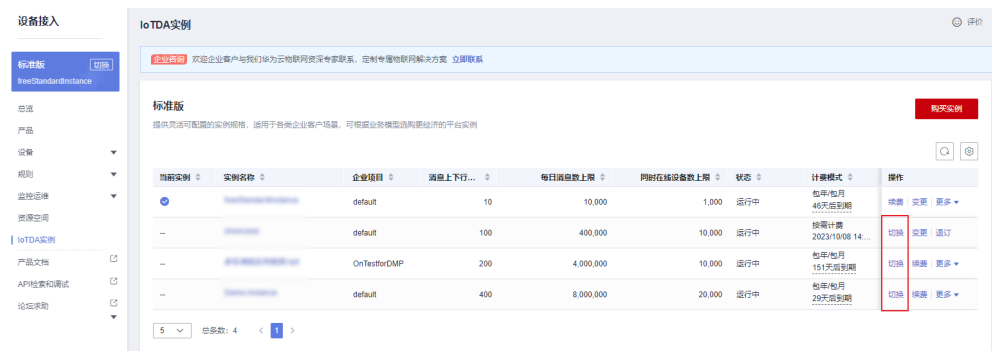 设备接入
IoTDA实例
评价
标准版 切换
freeStandardInstance
企业咨询 欢迎企业客户与我们华为云物联网资深专家联系，定制专属物联网解决方案 立即联系
总览
产品
设备
规则
监控运维
资源空间
IoTDA实例
产品文档
API检索和调试
论坛求助
标准版
购买实例
提供灵活可配置的实例规格，适用于各类企业客户场景，可根据业务模型选购更经济的平台实例
当前实例 实例名称 企业项目 消息上下行... 每日消息数上限 同时在线设备数上限 状态 计费模式 操作
default 10 10,000 1,000 运行中 包年/包月 续费 变更 更多
46天后到期
-- default 100 400,000 10,000 运行中 按需计费 切换 变更 退订
2023/10/08 14:...
-- OnTestforDMP 200 4,000,000 10,000 运行中 包年/包月 切换 续费 更多
151天后到期
-- default 400 8,000,000 20,000 运行中 包年/包月 切换 续费 更多
29天后到期
5 总条数：4 < 1 >